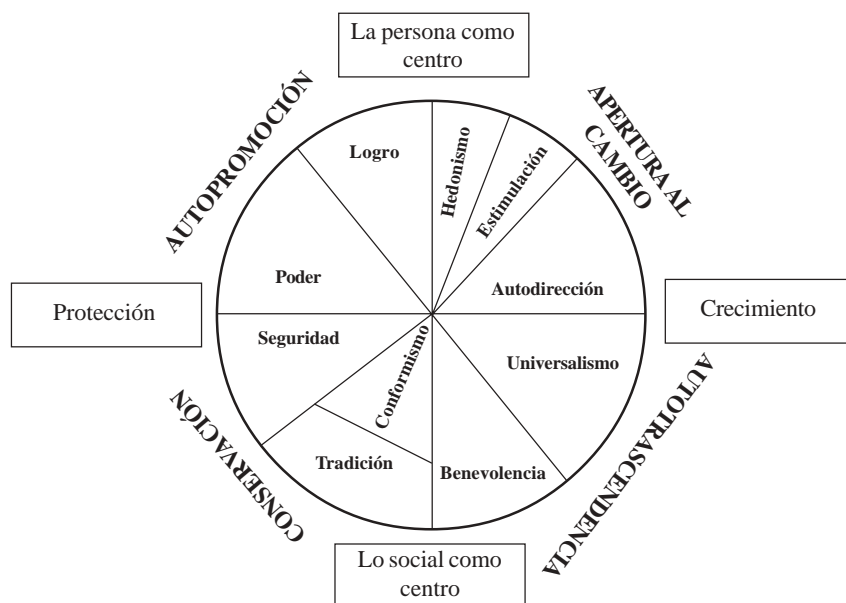 La persona como
centro
AUTOPROMOCIÓN
APERTURA AL
CAMBIO
Logro
Hedonismo
Estimulación
Poder
Autodirección
Protección
Crecimiento
Seguridad
Conformismo
Universalismo
Tradición
Benevolencia
CONSERVACIÓN
AUTOTRASCENDENCIA
Lo social como
centro